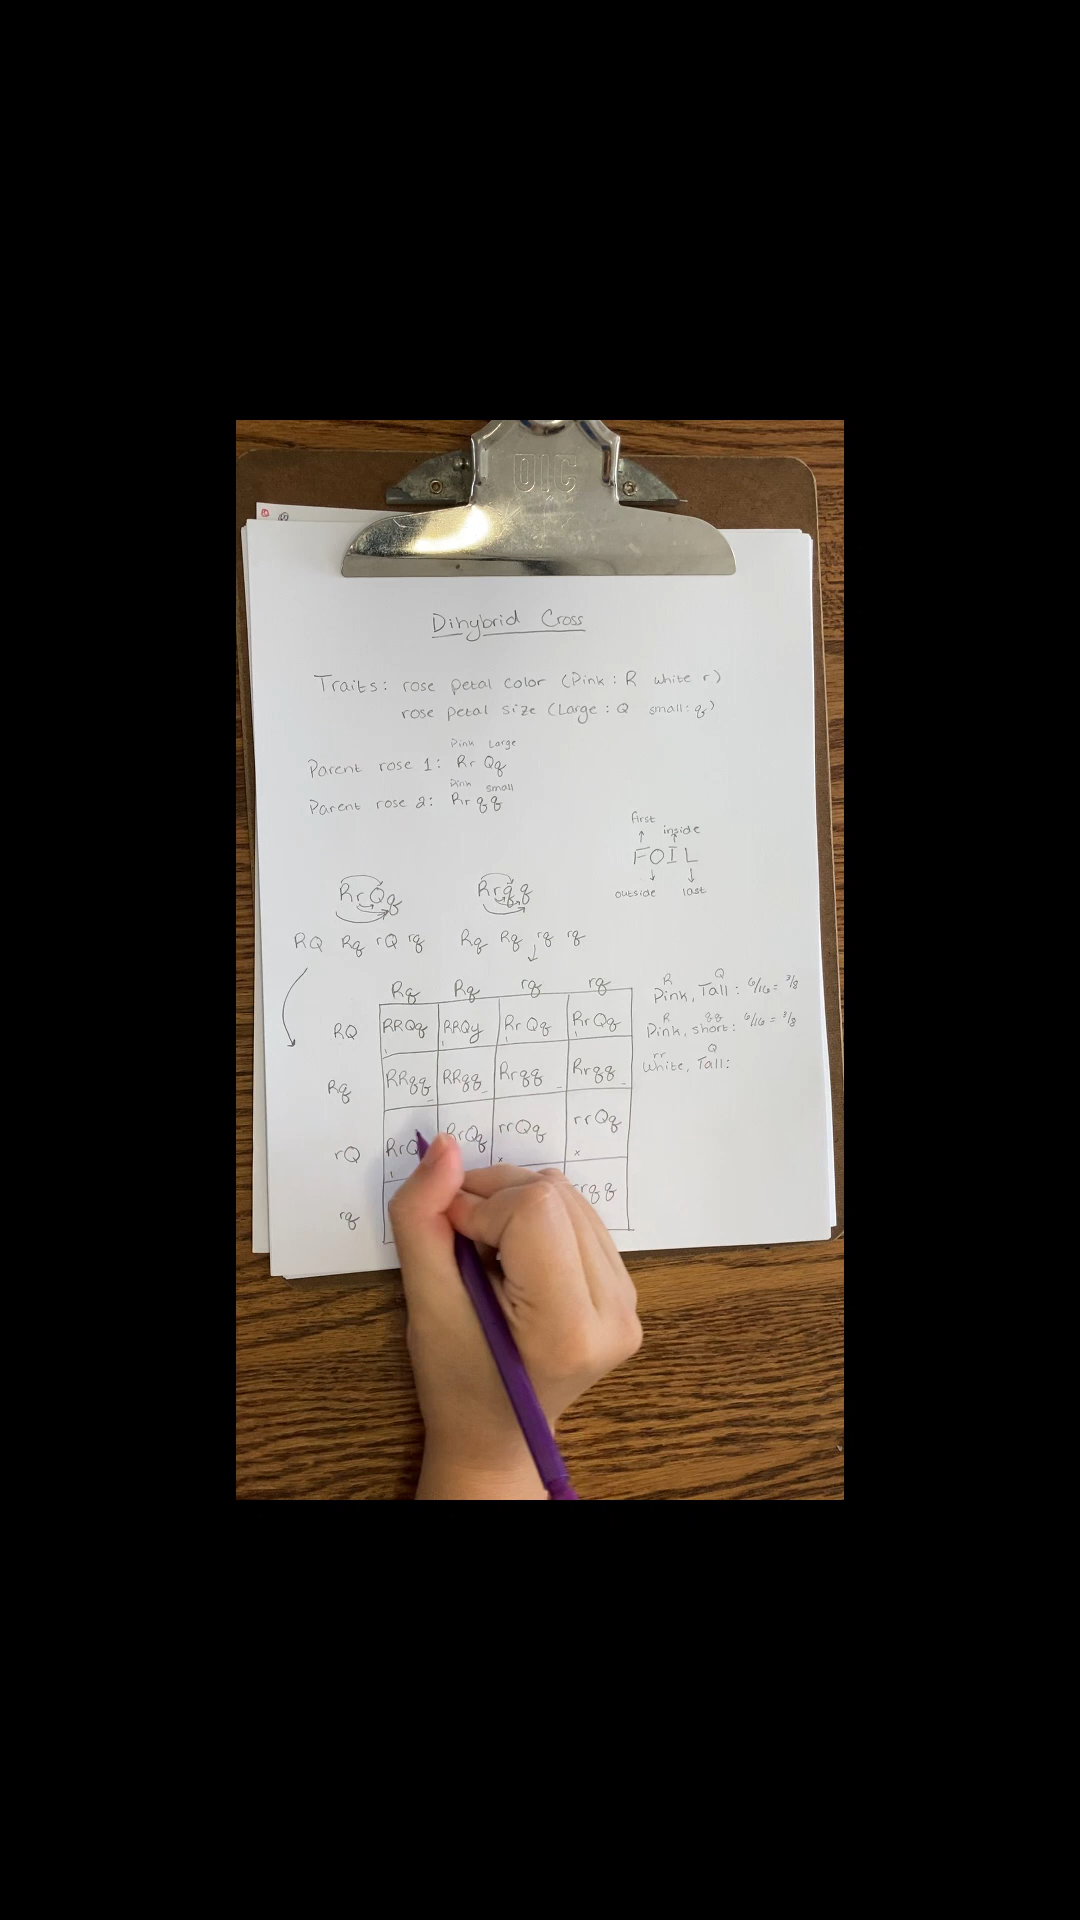 OIC
Dihybrid Cross
Traits: rose petal color (Pink: R white r)
rose petal size (Large: Q small: q)
Pink Large
Parent rose 1: Rr Qq
Pink small
Parent rose 2: Rr qq
first
inside
FOIL
outside last
RrQq Rrqq
RQ Rq rQ rq Rq Rq rq rq
Rq Rq rq rq
RQ RRQq RRQy RrQq RrQq
Rq RRqq RRqq Rrqq Rrqq
rQ RrQ RrQq rrQq rrQq
x x
rq rrqq
R Q
Pink, Tall: 6/16 = 3/8
R qq
Pink, short: 6/16 = 3/8
rr Q
White, Tall: